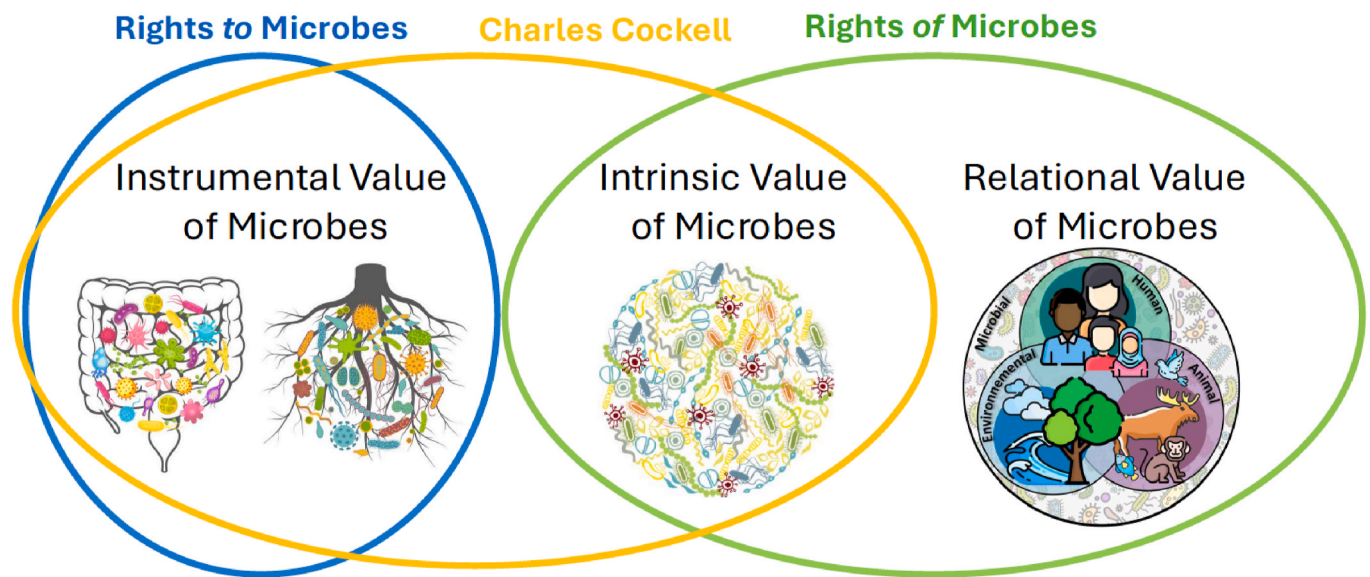 Rights to Microbes
Charles Cockell
Rights of Microbes
Instrumental Value
of Microbes
Intrinsic Value
of Microbes
Relational Value
of Microbes
Microbial
Human
Environnemental
Animal